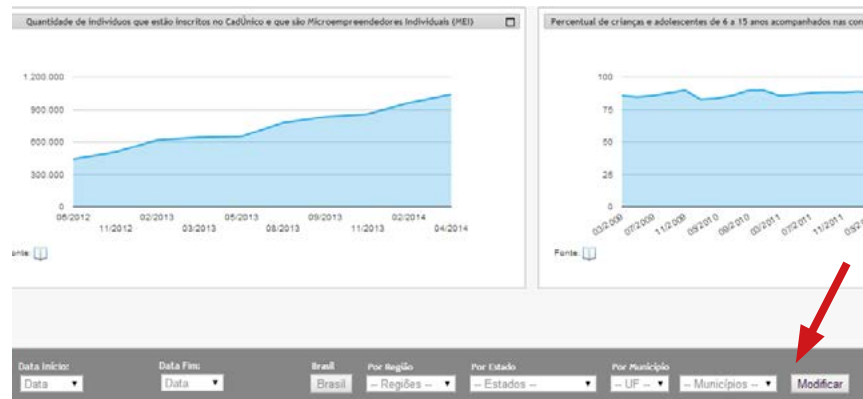 Quantidade de indivíduos que estão inscritos no CadÚnico e que são Microempreendedores Individuais (MEI)
1.200.000
900.000
600.000
300.000
0
06/2012
11/2012
02/2013
03/2013
05/2013
08/2013
09/2013
11/2013
02/2014
04/2014
onte:
Percentual de crianças e adolescentes de 6 a 15 anos acompanhados nas con
100
75
50
25
0
03/2009
07/2009
11/2009
05/2010
09/2010
03/2011
07/2011
11/2011
Fonte:
Data Início:
Data Fim:
Brasil
Por Região
Por Estado
Por Município
Data
Data
Brasil
-- Regiões --
-- Estados --
-- UF --
-- Municípios --
Modificar